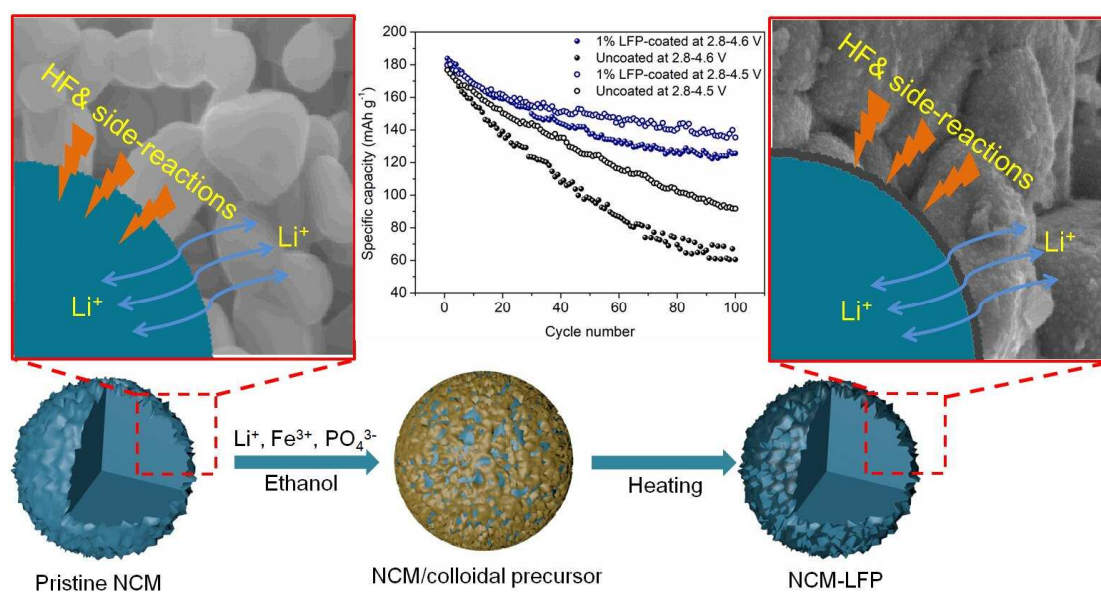 HF& side-reactions
Li⁺
Li⁺
200
180
160
140
120
100
80
60
40
Specific capacity (mAh g⁻¹)
1% LFP-coated at 2.8-4.6 V
Uncoated at 2.8-4.6 V
1% LFP-coated at 2.8-4.5 V
Uncoated at 2.8-4.5 V
0 20 40 60 80 100
Cycle number
HF& side-reactions
Li⁺
Li⁺
Li⁺, Fe³⁺, PO₄³⁻
Ethanol
Heating
Pristine NCM
NCM/colloidal precursor
NCM-LFP